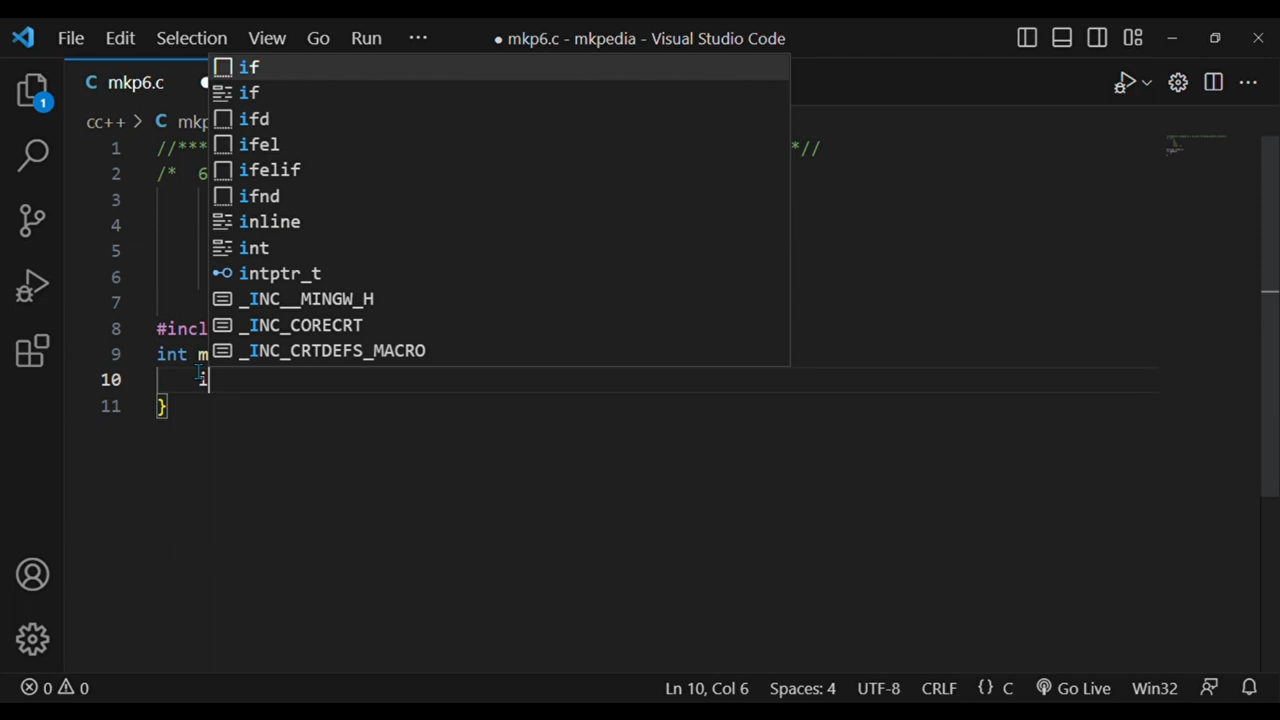 File Edit Selection View Go Run ··· ● mkp6.c - mkpedia - Visual Studio Code
C mkp6.c ●
cc++ > C mkp
1 //*** *//
2 /* 6
3
4
5
6
7
8 #incl
9 int m
10 i
11 }
if
if
ifd
ifel
ifelif
ifnd
inline
int
intptr_t
_INC__MINGW_H
_INC_CORECRT
_INC_CRTDEFS_MACRO
1
0 0 Ln 10, Col 6 Spaces: 4 UTF-8 CRLF {} C Go Live Win32